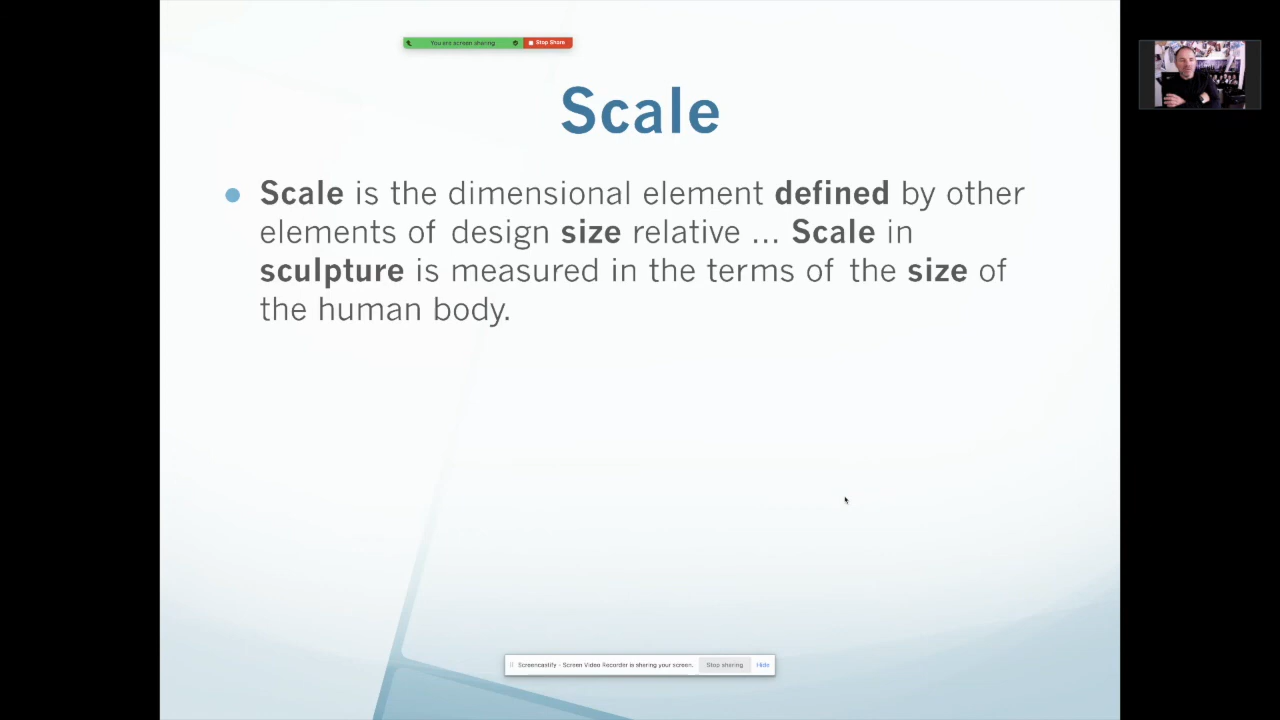 You are screen sharing Stop Share
Scale
Scale is the dimensional element defined by other
elements of design size relative ... Scale in
sculpture is measured in the terms of the size of
the human body.
Screencastify - Screen Video Recorder is sharing your screen. Stop sharing Hide